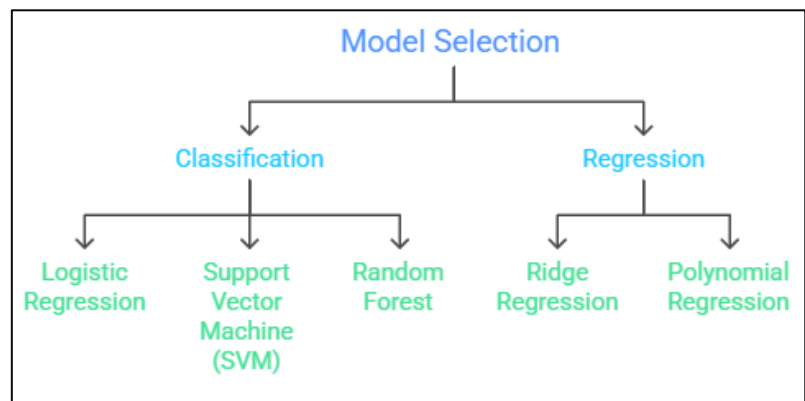 Model Selection
Classification
Regression
Logistic
Regression
Support
Vector
Machine
(SVM)
Random
Forest
Ridge
Regression
Polynomial
Regression